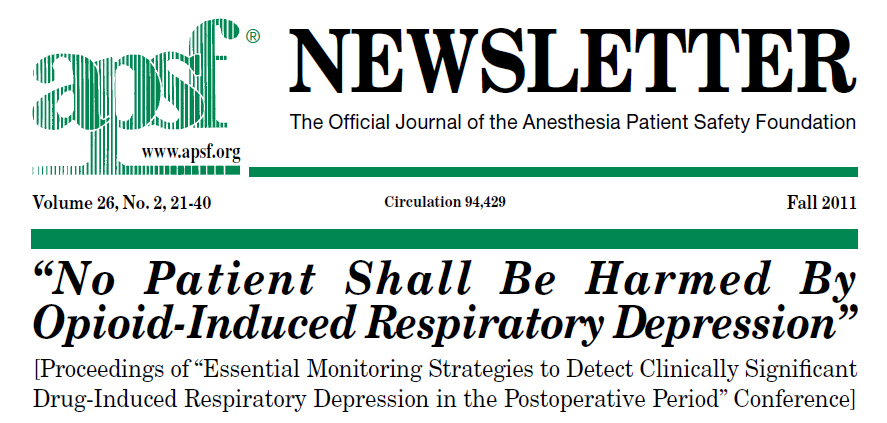 apsf®
NEWSLETTER
The Official Journal of the Anesthesia Patient Safety Foundation
www.apsf.org
Volume 26, No. 2, 21-40
Circulation 94,429
Fall 2011
“No Patient Shall Be Harmed By
Opioid-Induced Respiratory Depression”
[Proceedings of “Essential Monitoring Strategies to Detect Clinically Significant
Drug-Induced Respiratory Depression in the Postoperative Period” Conference]